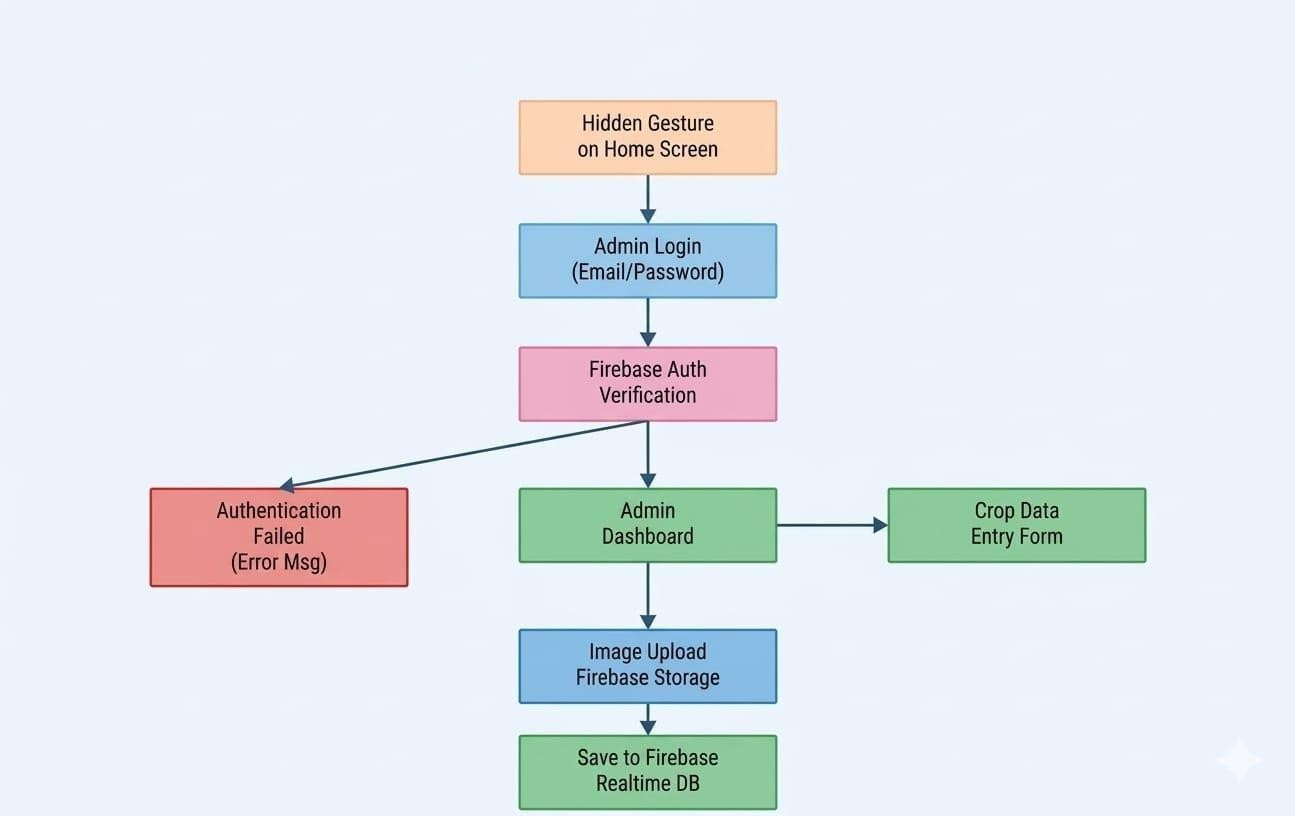 Hidden Gesture
on Home Screen
Admin Login
(Email/Password)
Firebase Auth
Verification
Authentication
Failed
(Error Msg)
Admin
Dashboard
Crop Data
Entry Form
Image Upload
Firebase Storage
Save to Firebase
Realtime DB